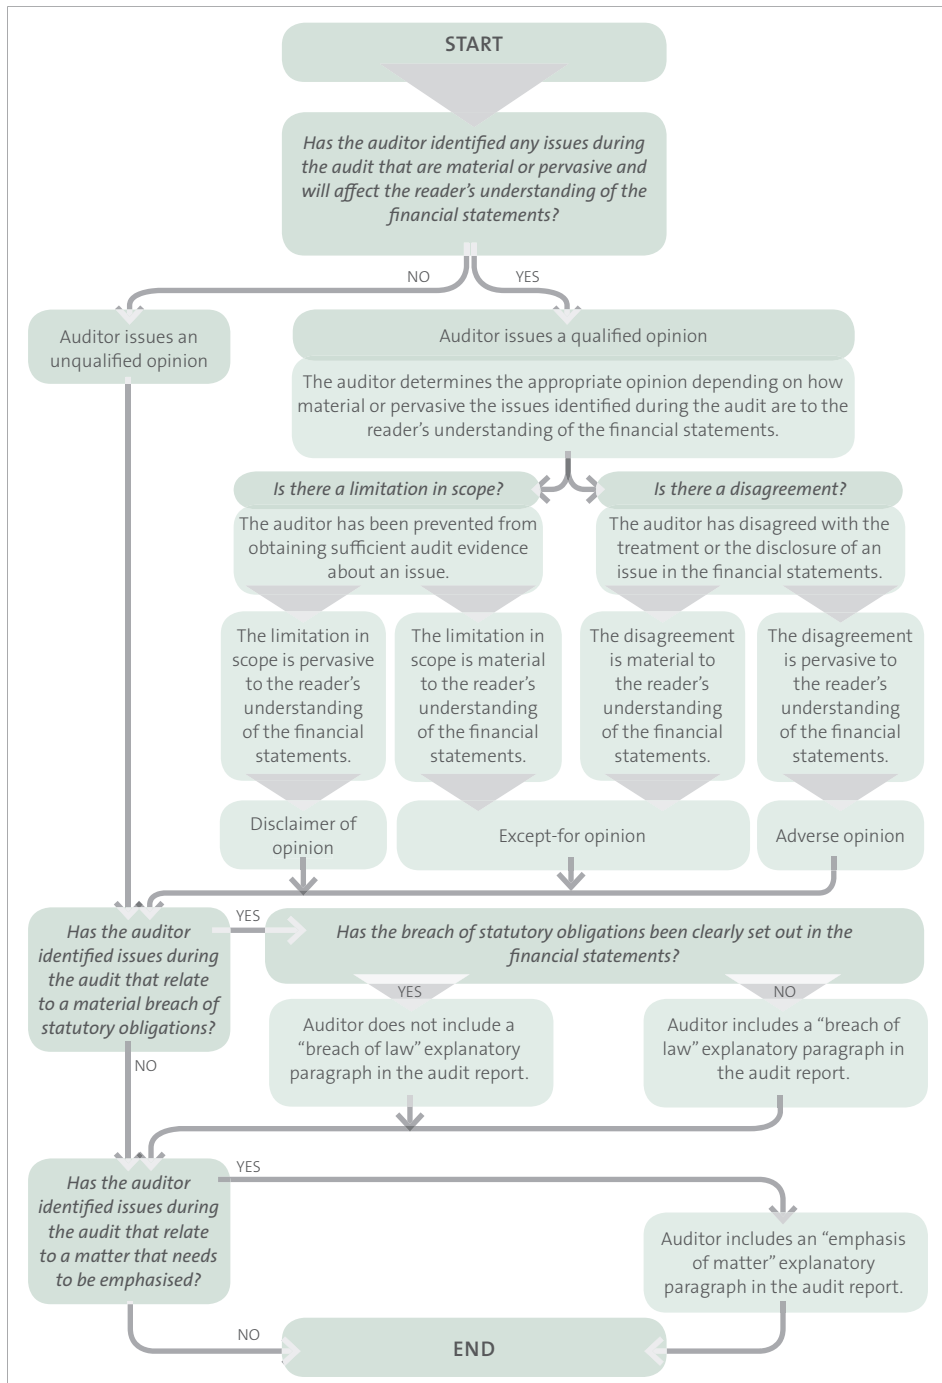 START
Has the auditor identified any issues during
the audit that are material or pervasive and
will affect the reader’s understanding of the
financial statements?
NO
YES
Auditor issues an
unqualified opinion
Auditor issues a qualified opinion
The auditor determines the appropriate opinion depending on how
material or pervasive the issues identified during the audit are to the
reader’s understanding of the financial statements.
Is there a limitation in scope?
The auditor has been prevented from
obtaining sufficient audit evidence
about an issue.
Is there a disagreement?
The auditor has disagreed with the
treatment or the disclosure of an
issue in the financial statements.
The limitation in
scope is pervasive
to the reader’s
understanding
of the financial
statements.
The limitation in
scope is material
to the reader’s
understanding
of the financial
statements.
The disagreement
is material to
the reader’s
understanding
of the financial
statements.
The disagreement
is pervasive to
the reader’s
understanding
of the financial
statements.
Disclaimer of
opinion
Except-for opinion
Adverse opinion
Has the auditor
identified issues during
the audit that relate
to a material breach of
statutory obligations?
YES
Has the breach of statutory obligations been clearly set out in the
financial statements?
YES
NO
Auditor does not include a
“breach of law” explanatory
paragraph in the audit report.
Auditor includes a “breach of
law” explanatory paragraph in
the audit report.
NO
Has the auditor
identified issues during
the audit that relate
to a matter that needs
to be emphasised?
YES
Auditor includes an “emphasis
of matter” explanatory
paragraph in the audit report.
NO
END